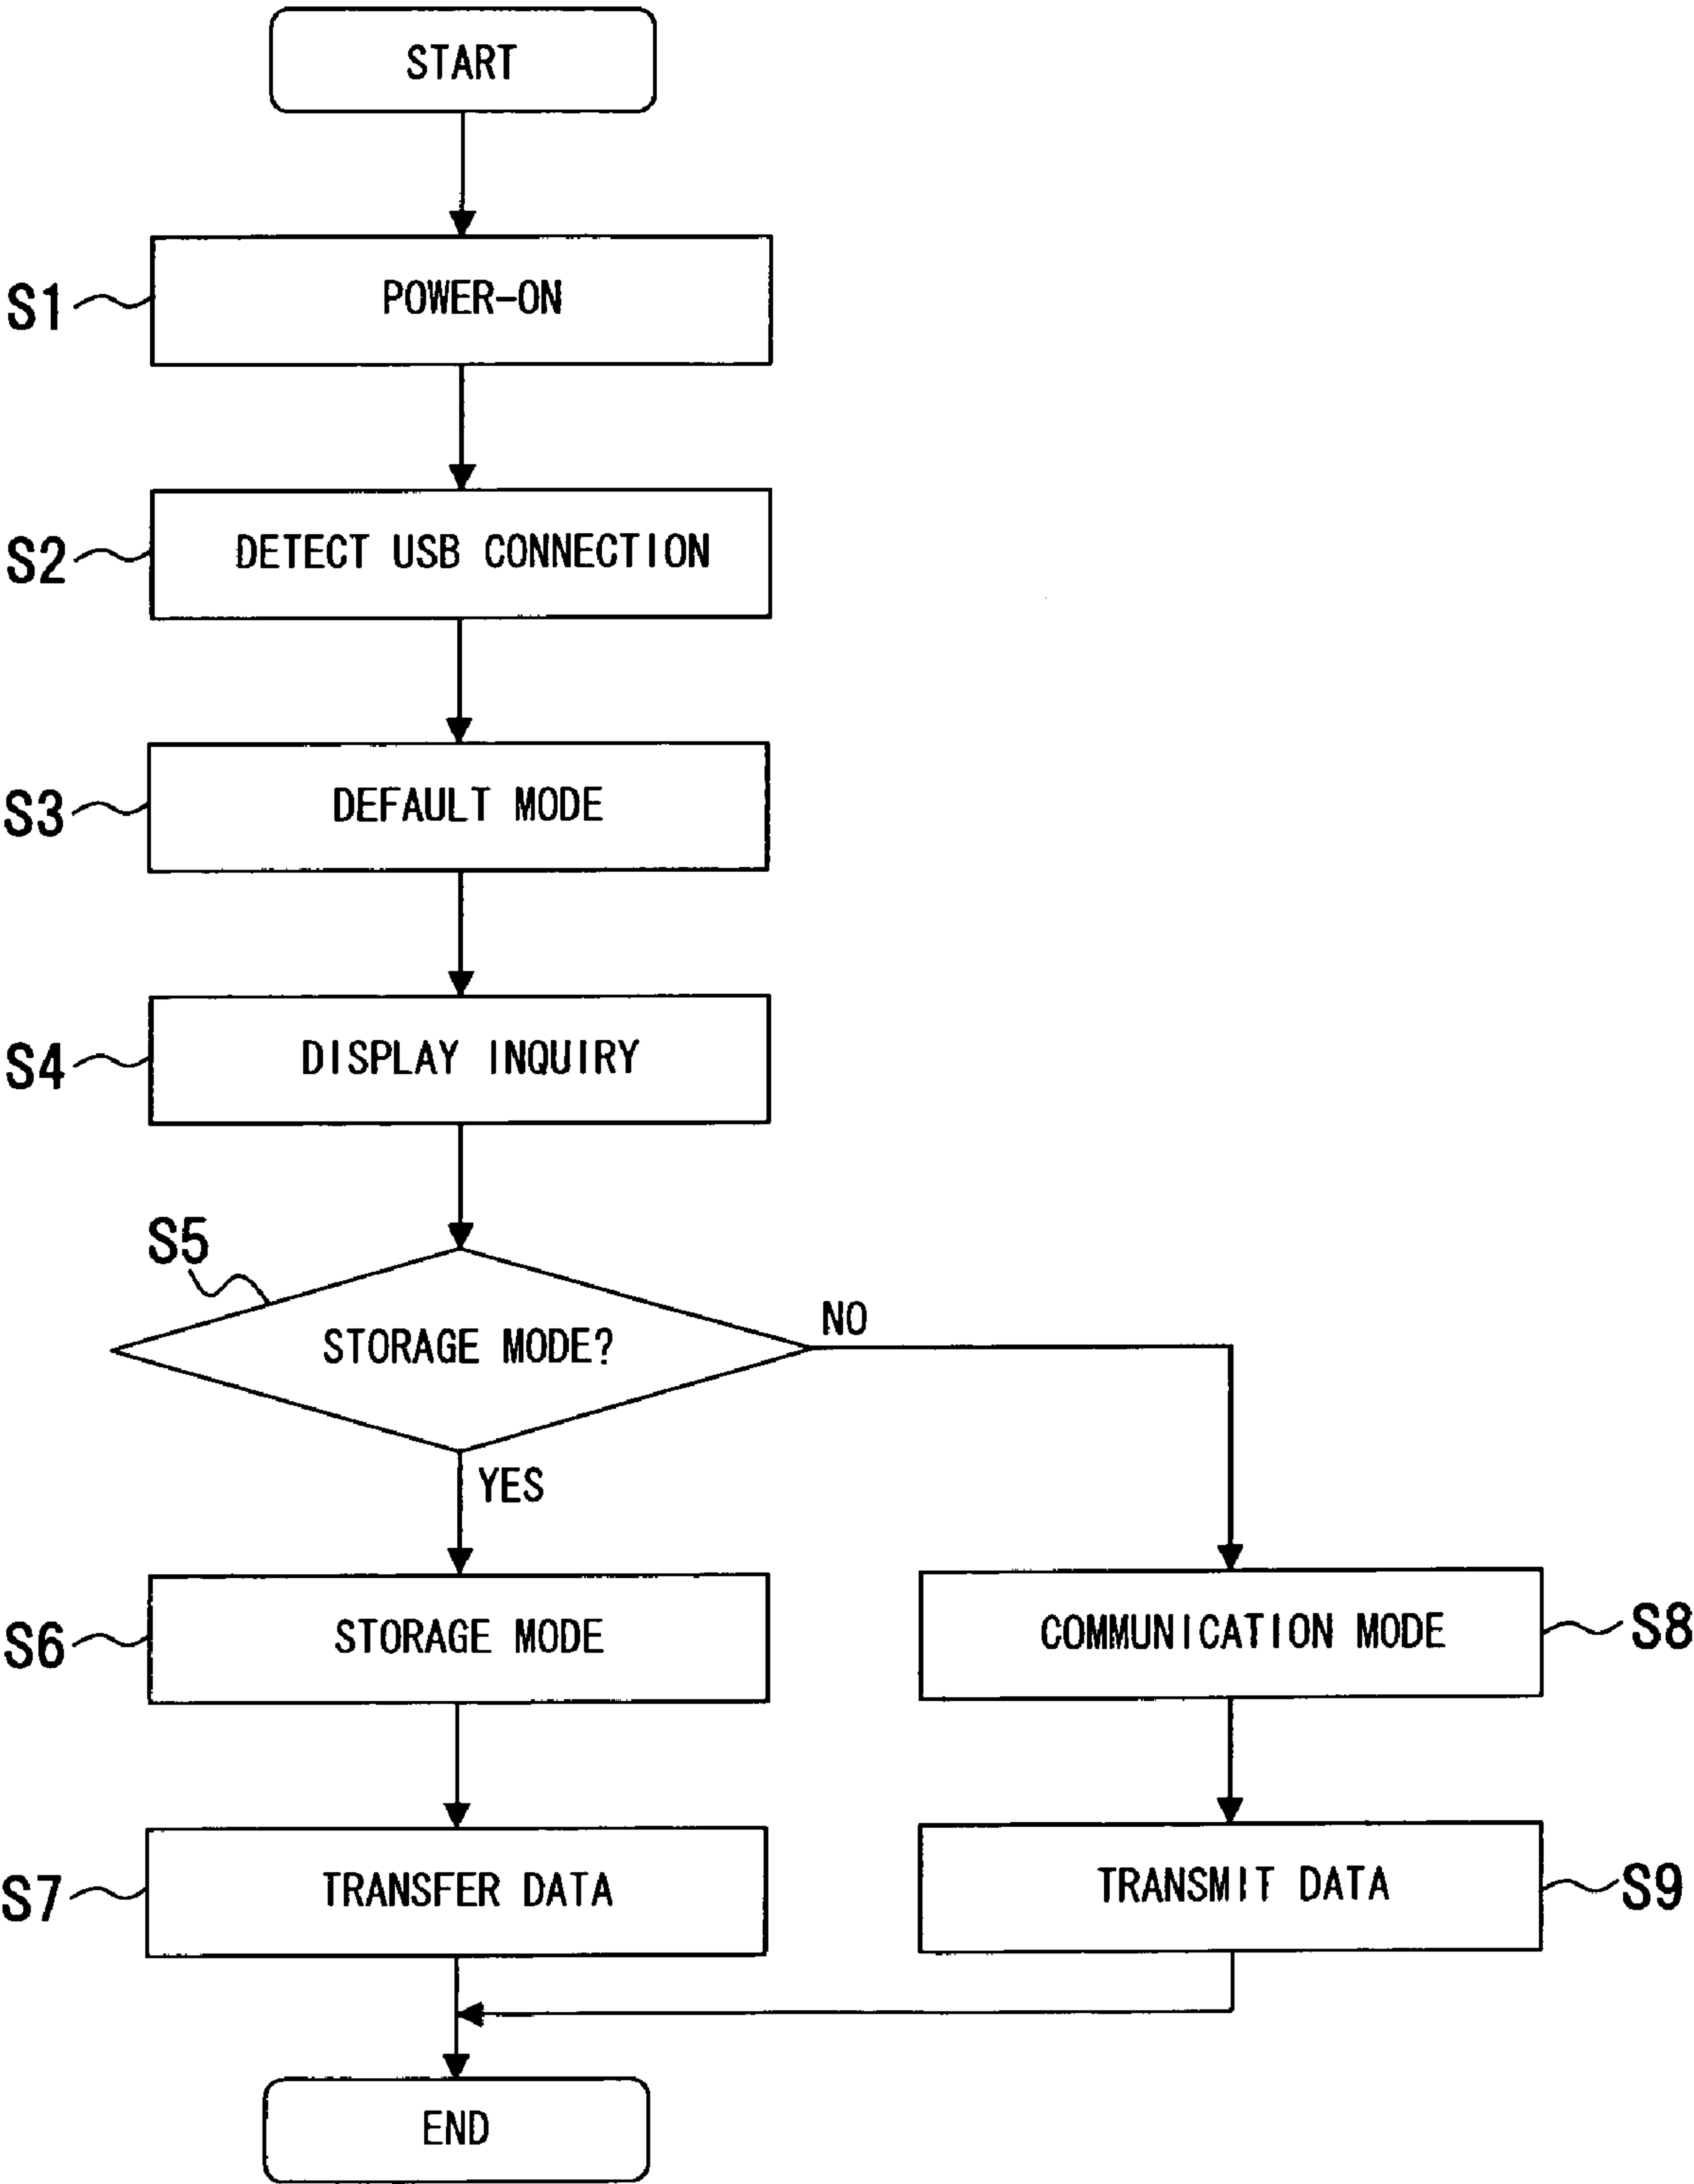 START
S1
POWER-ON
S2
DETECT USB CONNECTION
S3
DEFAULT MODE
S4
DISPLAY INQUIRY
S5
STORAGE MODE?
NO
YES
S6
STORAGE MODE
COMMUNICATION MODE
S8
S7
TRANSFER DATA
TRANSMIT DATA
S9
END